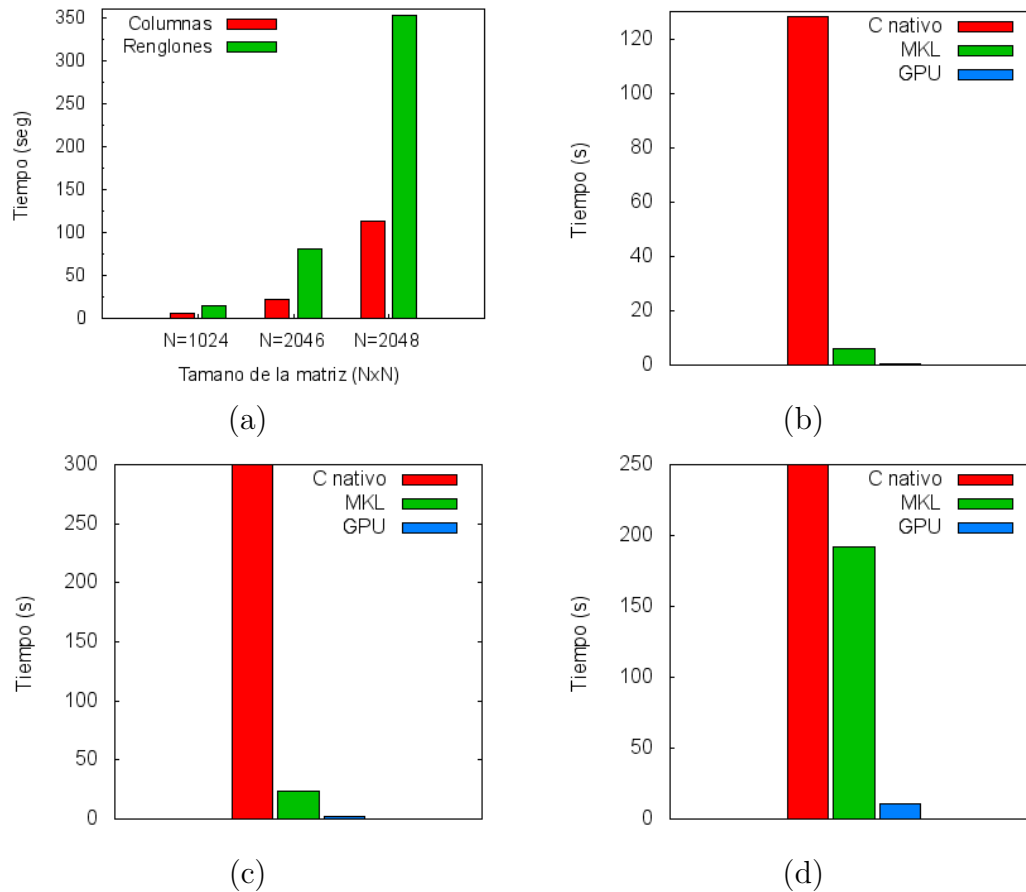 Columnas
Renglones
350
300
250
200
150
100
50
0
Tiempo (seg)
N=1024 N=2046 N=2048
Tamano de la matriz (NxN)
(a)
C nativo
MKL
GPU
120
100
80
60
40
20
0
Tiempo (s)
(b)
C nativo
MKL
GPU
300
250
200
150
100
50
0
Tiempo (s)
(c)
C nativo
MKL
GPU
250
200
150
100
50
0
Tiempo (s)
(d)